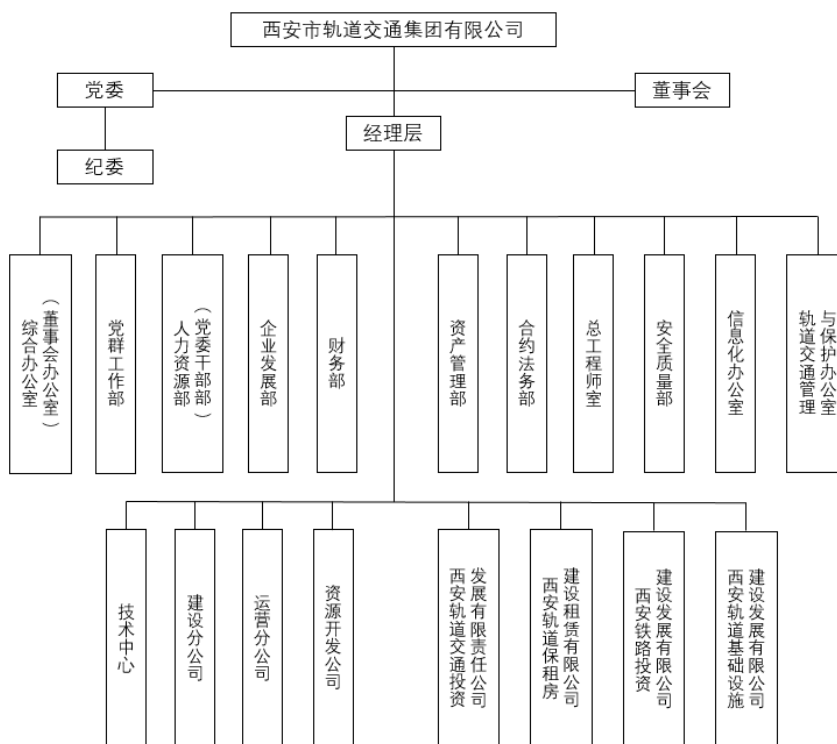 西安市轨道交通集团有限公司
党委
董事会
经理层
纪委
综合办公室
（董事会办公室）
党群工作部
人力资源部
（党委干部部）
企业发展部
财务部
资产管理部
合约法务部
总工程师室
安全质量部
信息化办公室
轨道交通管理
与保护办公室
技术中心
建设分公司
运营分公司
资源开发公司
西安轨道交通投资
发展有限责任公司
西安轨道保租房
建设租赁有限公司
西安铁路投资
建设发展有限公司
西安轨道基础设施
建设发展有限公司